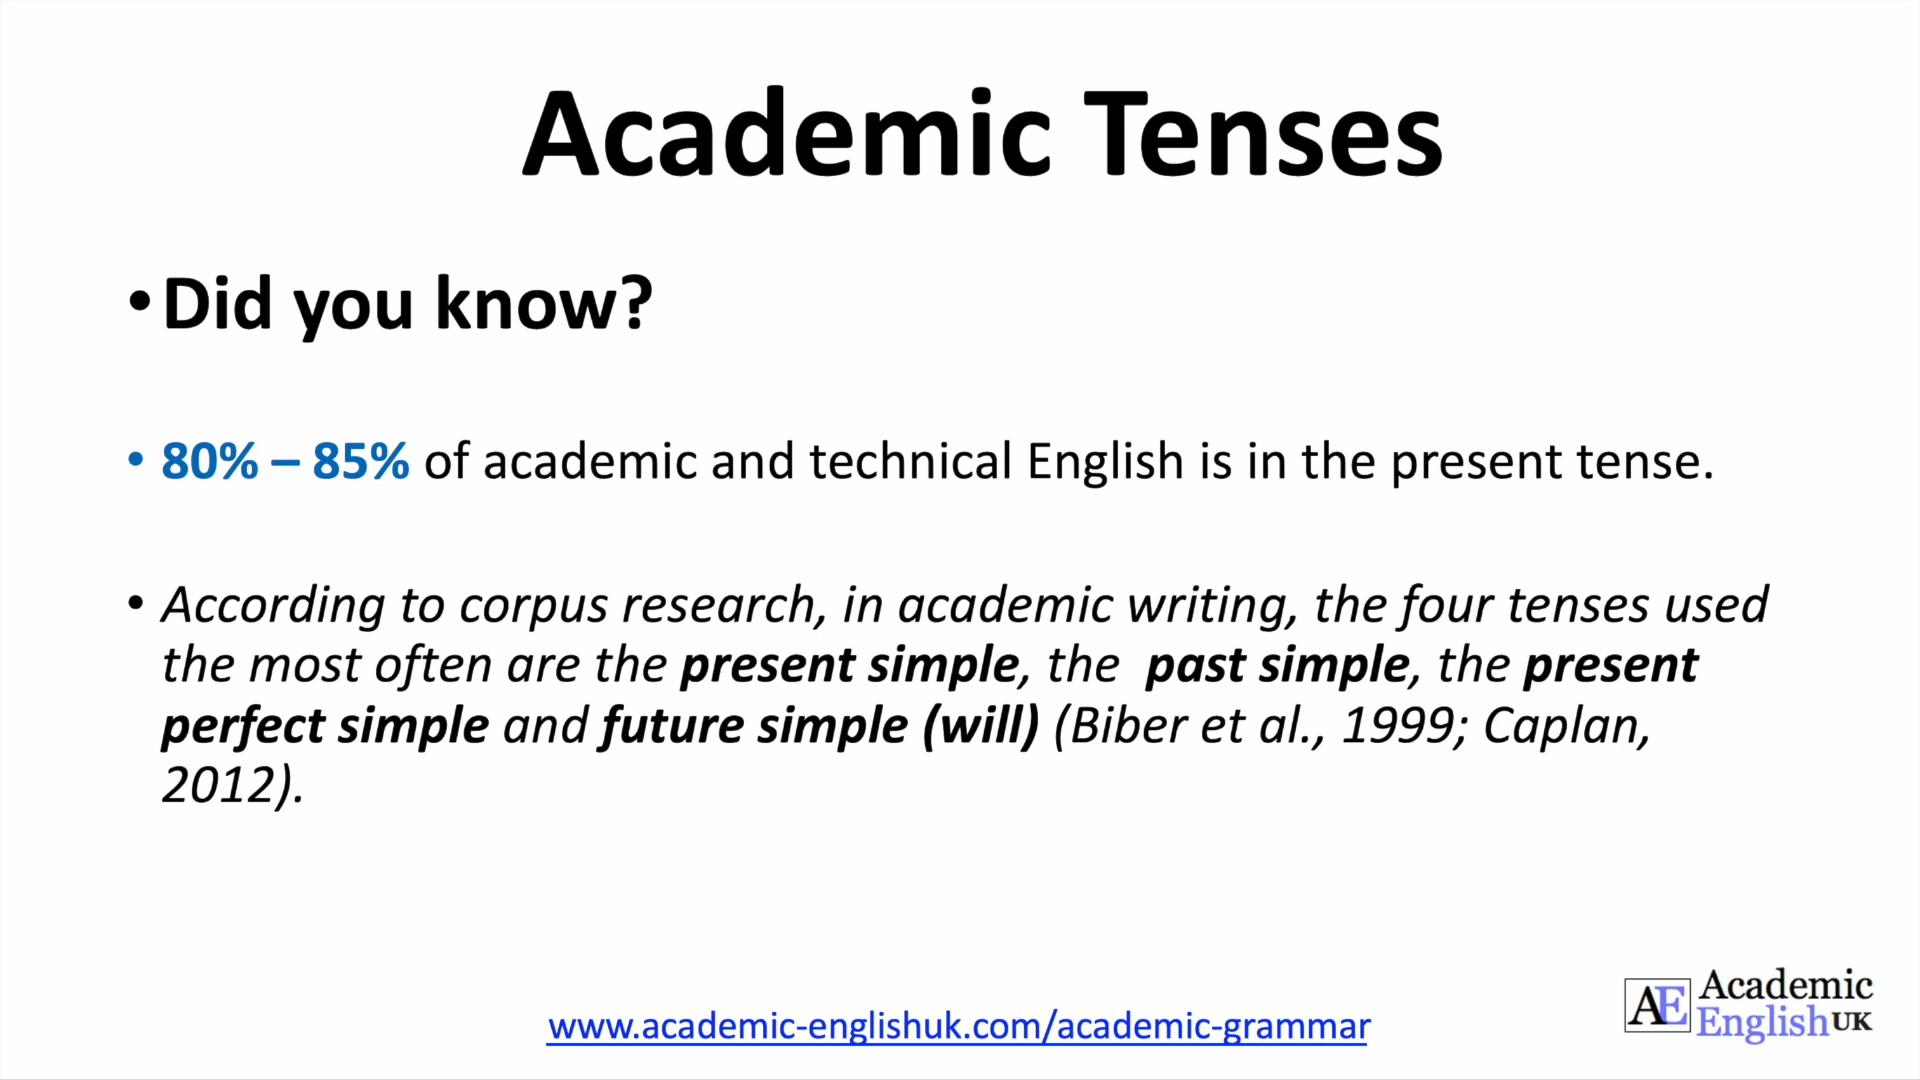 Academic Tenses
•Did you know?
• 80% – 85% of academic and technical English is in the present tense.
• According to corpus research, in academic writing, the four tenses used
the most often are the present simple, the  past simple, the present
perfect simple and future simple (will) (Biber et al., 1999; Caplan,
2012).
www.academic-englishuk.com/academic-grammar
AE Academic
English UK